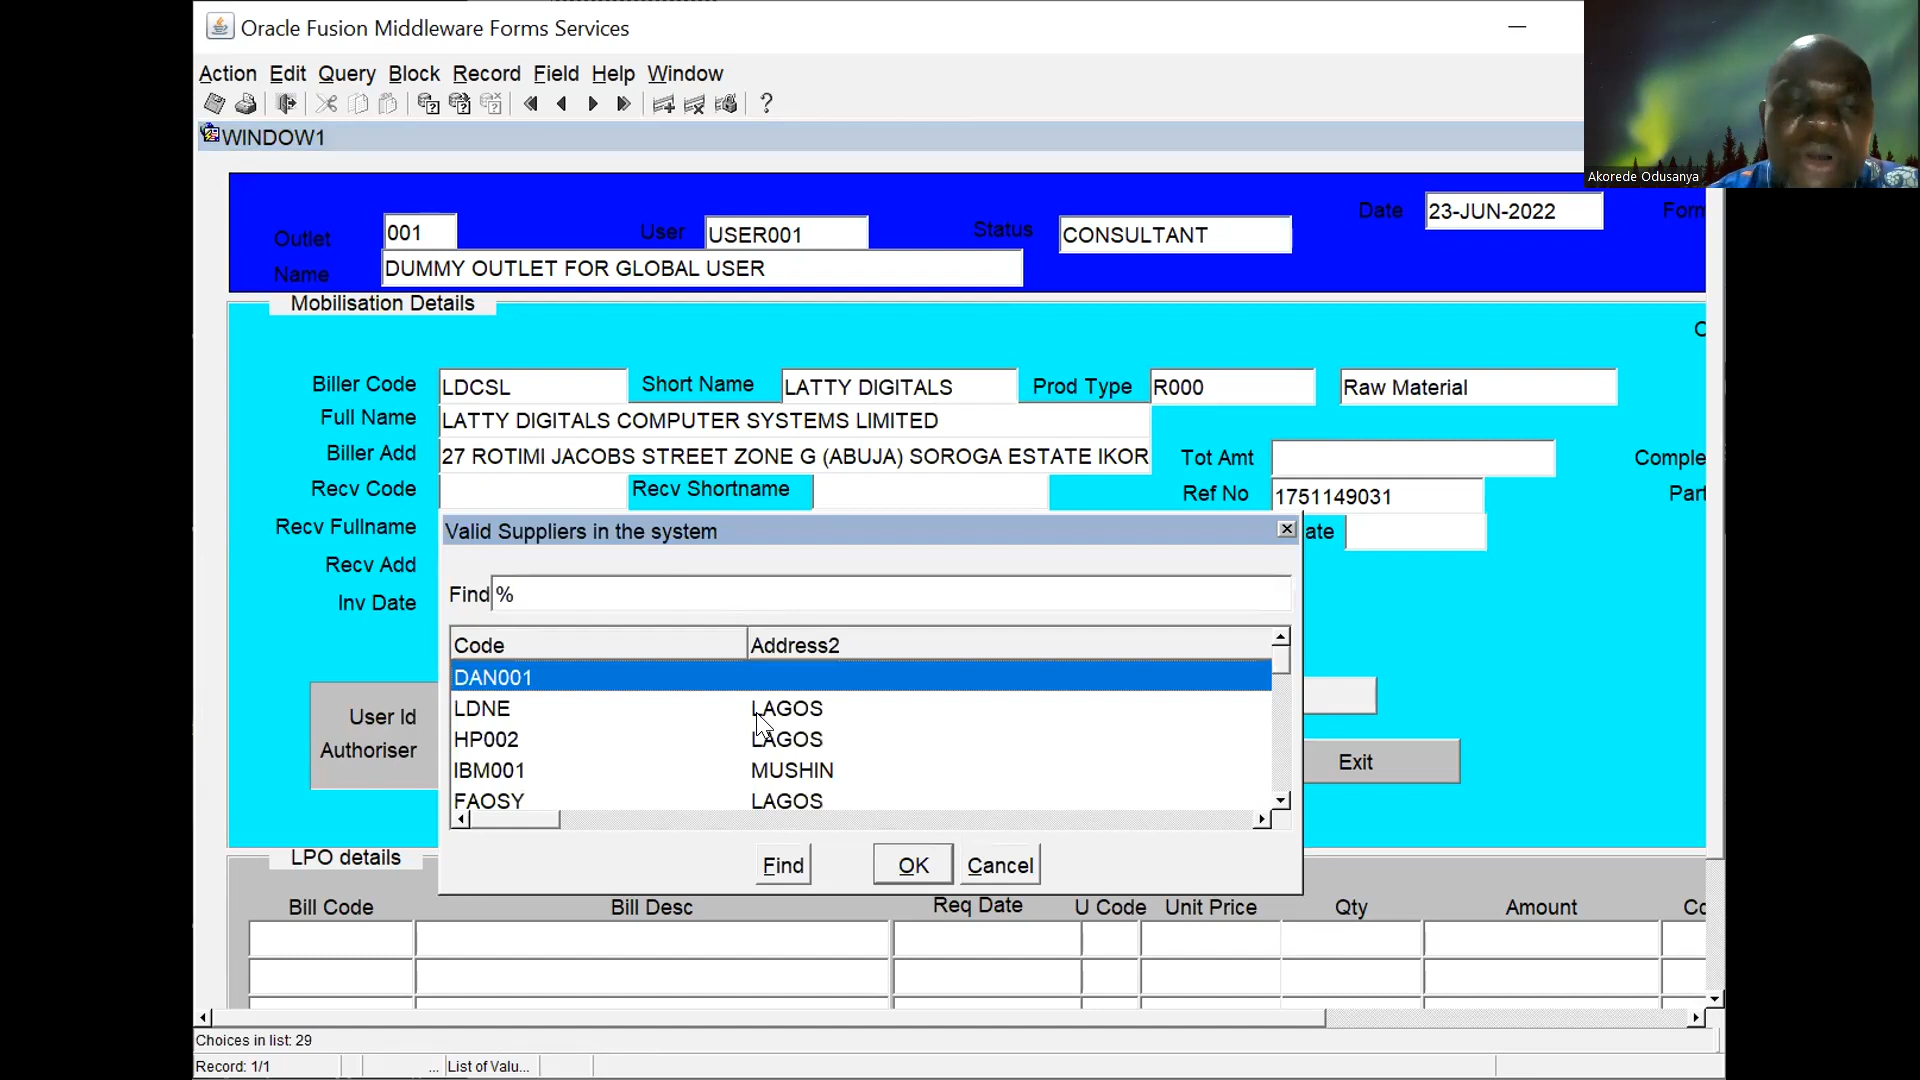 Oracle Fusion Middleware Forms Services
Action Edit Query Block Record Field Help Window
WINDOW1
Akorede Odusanya
Outlet 001 User USER001 Status CONSULTANT Date 23-JUN-2022 Form
Name DUMMY OUTLET FOR GLOBAL USER
Mobilisation Details
Biller Code LDCSL Short Name LATTY DIGITALS Prod Type R000 Raw Material
Full Name LATTY DIGITALS COMPUTER SYSTEMS LIMITED
Biller Add 27 ROTIMI JACOBS STREET ZONE G (ABUJA) SOROGA ESTATE IKOR Tot Amt Comple
Recv Code Recv Shortname Ref No 1751149031 Part
Recv Fullname ate
Recv Add
Inv Date
Valid Suppliers in the system
Find %
Code Address2
DAN001
LDNE LAGOS
HP002 LAGOS
IBM001 MUSHIN
FAOSY LAGOS
Find OK Cancel
User Id
Authoriser
Exit
LPO details
Bill Code Bill Desc Req Date U Code Unit Price Qty Amount Co
Choices in list: 29
Record: 1/1 ... List of Valu...